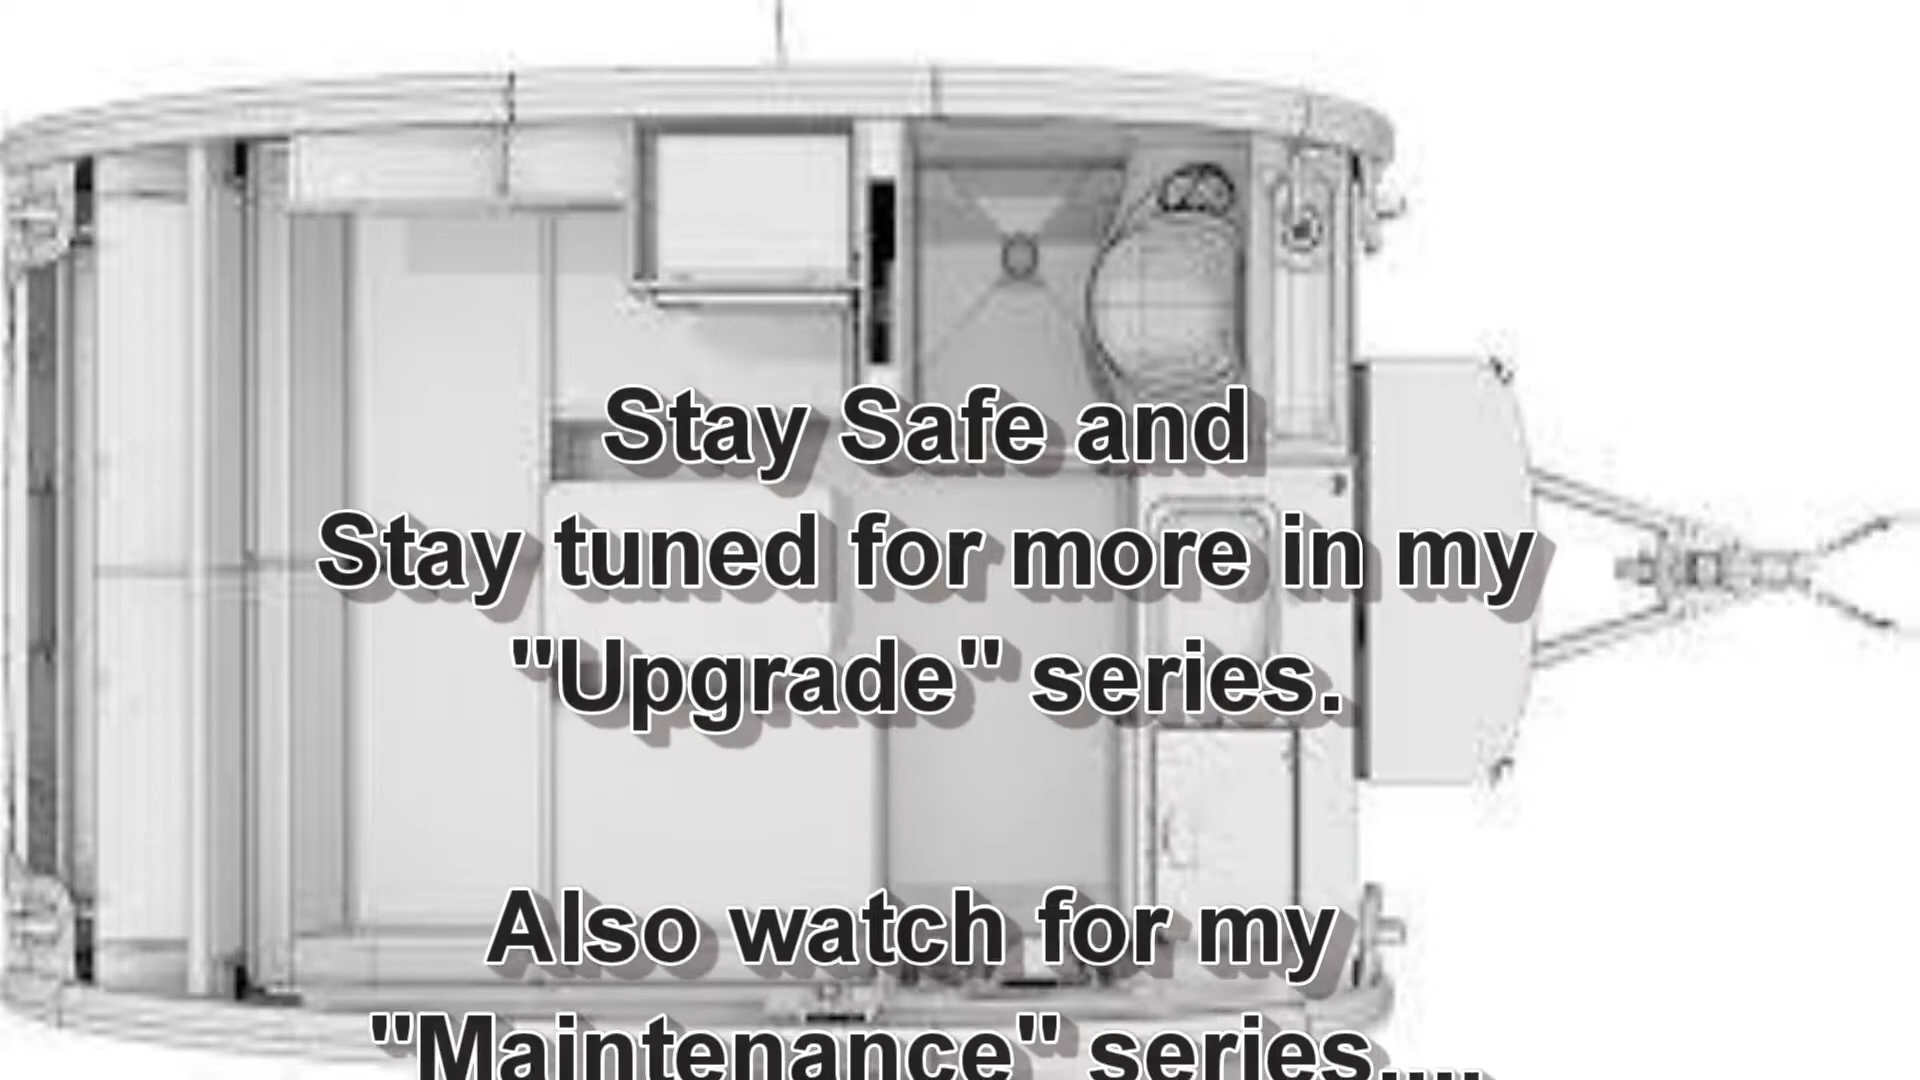 Stay Safe and
Stay tuned for more in my
"Upgrade" series.
Also watch for my
"Maintenance" series....